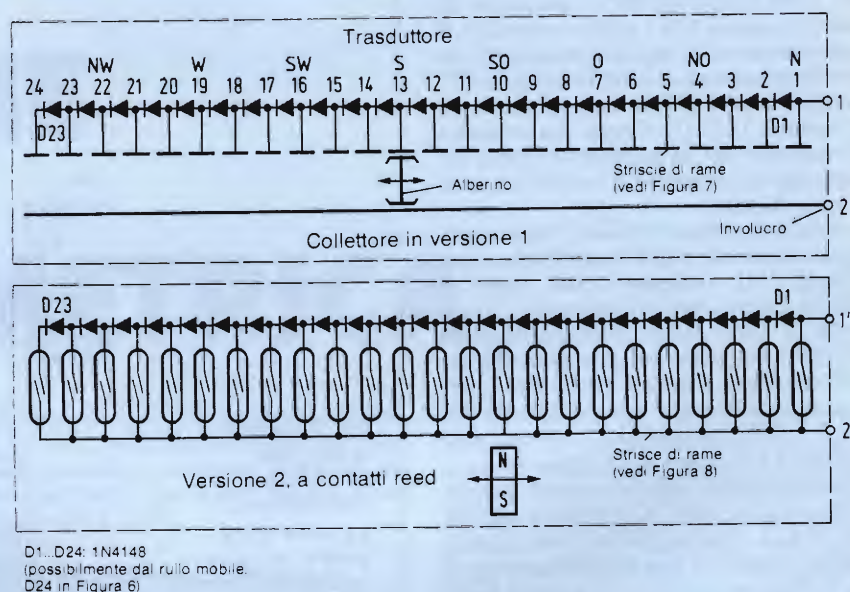 Trasduttore
NW W SW S SO O NO N
24 23 22 21 20 19 18 17 16 15 14 13 12 11 10 9 8 7 6 5 4 3 2 1
1
D23 D1
Striscie di rame
(vedi Figura 7)
Alberino
2
Involucro
Collettore in versione 1
D23 D1
1'
2
Strisce di rame
(vedi Figura 8)
N
S
Versione 2, a contatti reed
D1...D24: 1N4148
(possibilmente dal rullo mobile.
D24 in Figura 6)